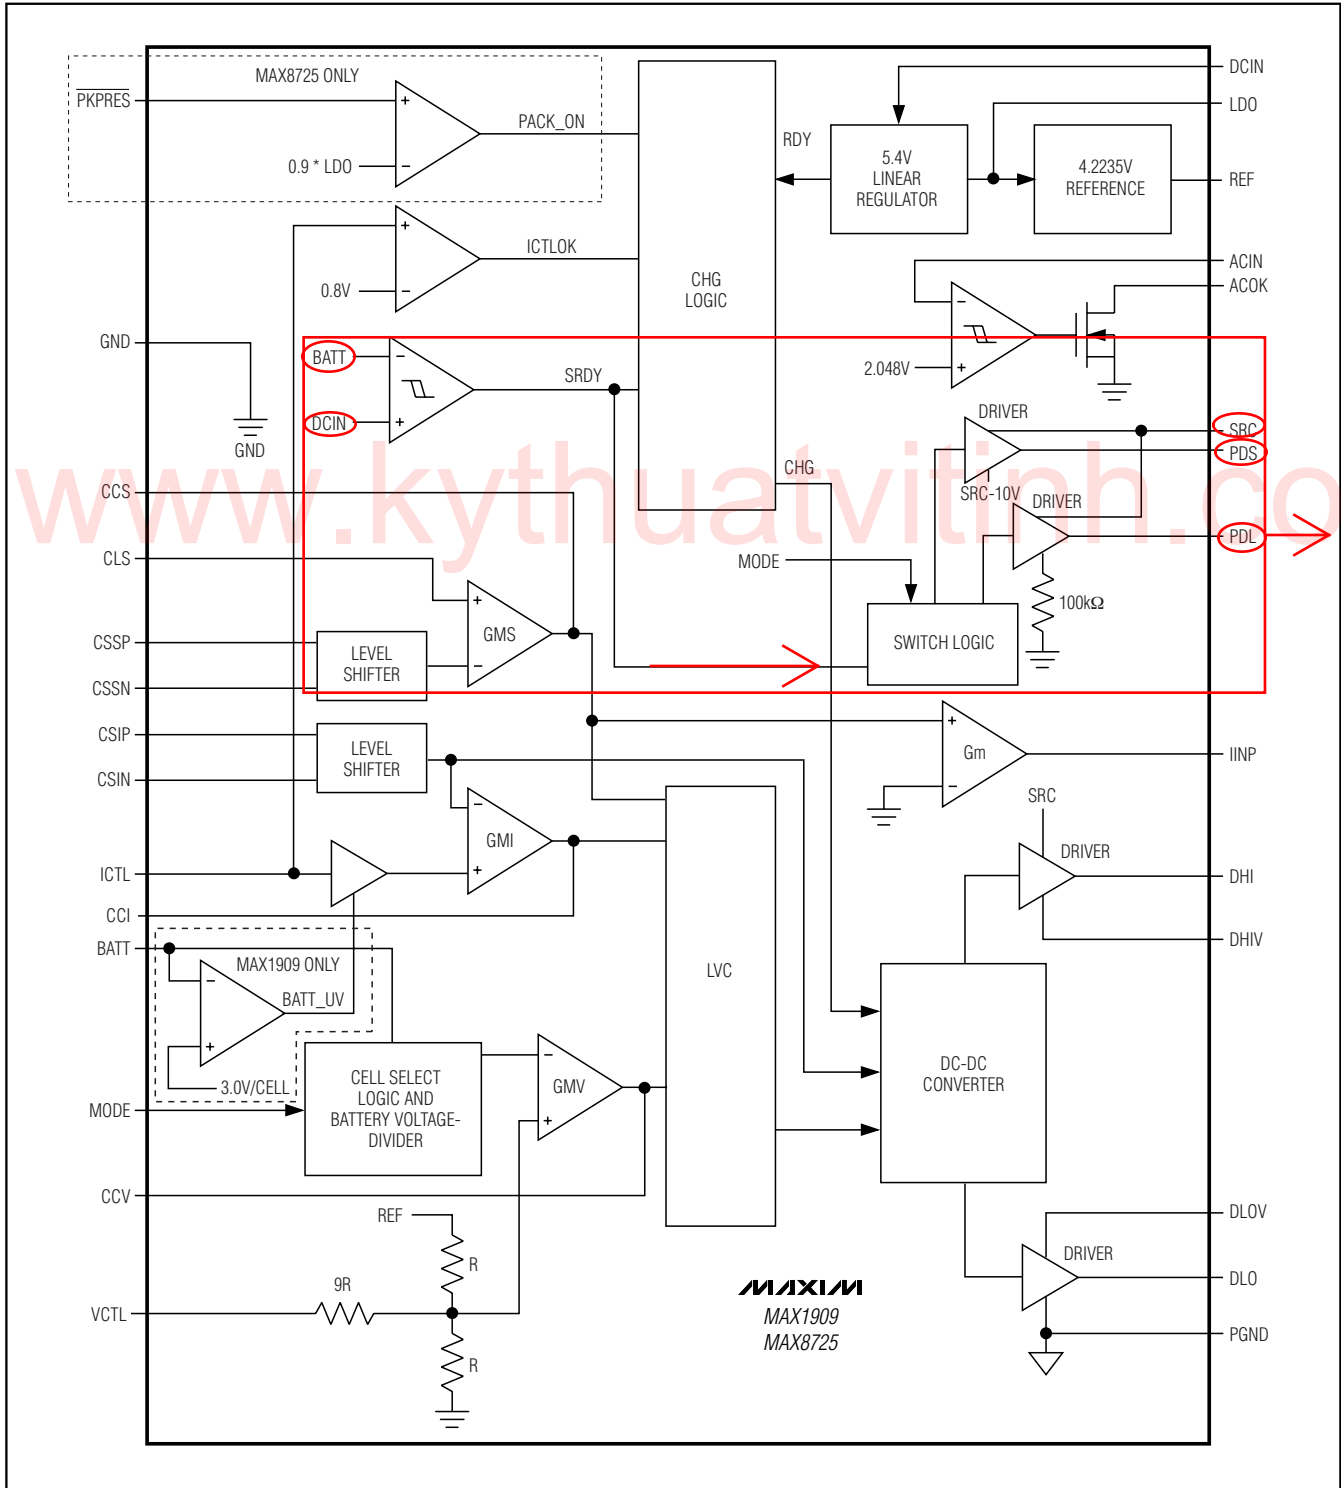 MAX8725 ONLY
PKPRES
PACK_ON
0.9 * LDO
ICTLOK
0.8V
CHG
LOGIC
RDY
5.4V
LINEAR
REGULATOR
4.2235V
REFERENCE
DCIN
LDO
REF
ACIN
ACOK
2.048V
GND
GND
BATT
DCIN
SRDY
CHG
DRIVER
SRC
PDS
SRC-10V
DRIVER
PDL
MODE
100kΩ
SWITCH LOGIC
www.kythuatvitinh.co
CCS
CLS
GMS
CSSP
LEVEL
SHIFTER
CSSN
CSIP
LEVEL
SHIFTER
CSIN
GMI
Gm
IINP
SRC
DRIVER
DHI
DHIV
ICTL
CCI
BATT
MAX1909 ONLY
BATT_UV
3.0V/CELL
MODE
CELL SELECT
LOGIC AND
BATTERY VOLTAGE-
DIVIDER
GMV
LVC
DC-DC
CONVERTER
CCV
REF
R
9R
VCTL
R
DLOV
DRIVER
DLO
PGND
MAXIM
MAX1909
MAX8725